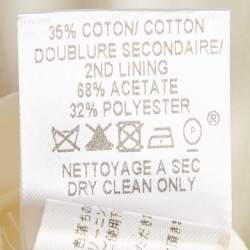 35% COTON/ COTTON
DOUBLURE SECONDAIRE/
2ND LINING
68% ACETATE
32% POLYESTER
P ®
NETTOYAGE A SEC
DRY CLEAN ONLY